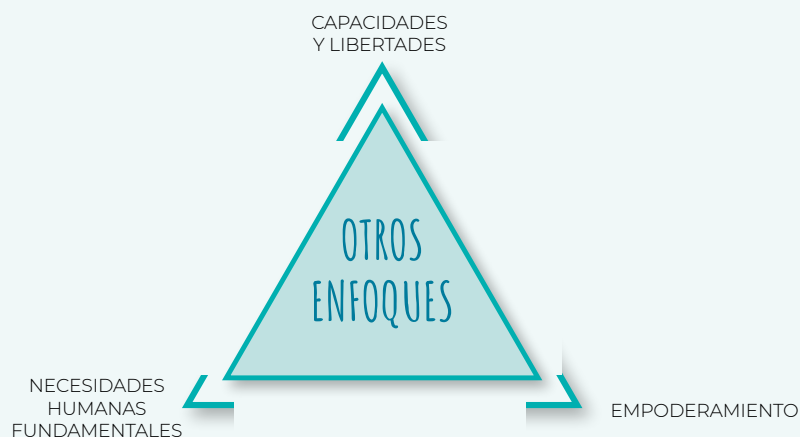 CAPACIDADES
Y LIBERTADES
OTROS
ENFOQUES
NECESIDADES
HUMANAS
FUNDAMENTALES
EMPODERAMIENTO